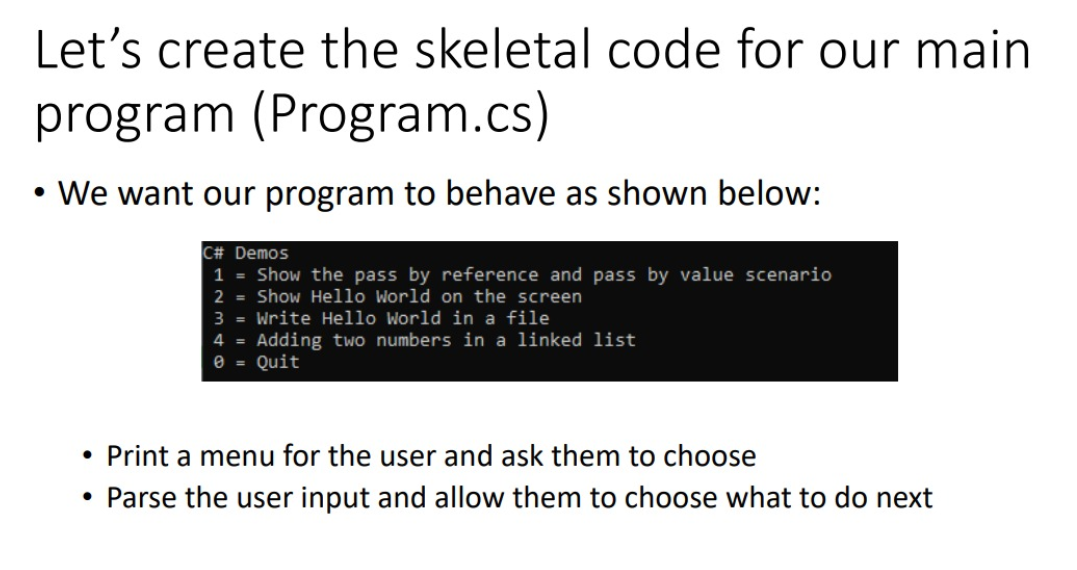 Let’s create the skeletal code for our main
program (Program.cs)
• We want our program to behave as shown below:
C# Demos
1 = Show the pass by reference and pass by value scenario
2 = Show Hello World on the screen
3 = Write Hello World in a file
4 = Adding two numbers in a linked list
0 = Quit
• Print a menu for the user and ask them to choose
• Parse the user input and allow them to choose what to do next